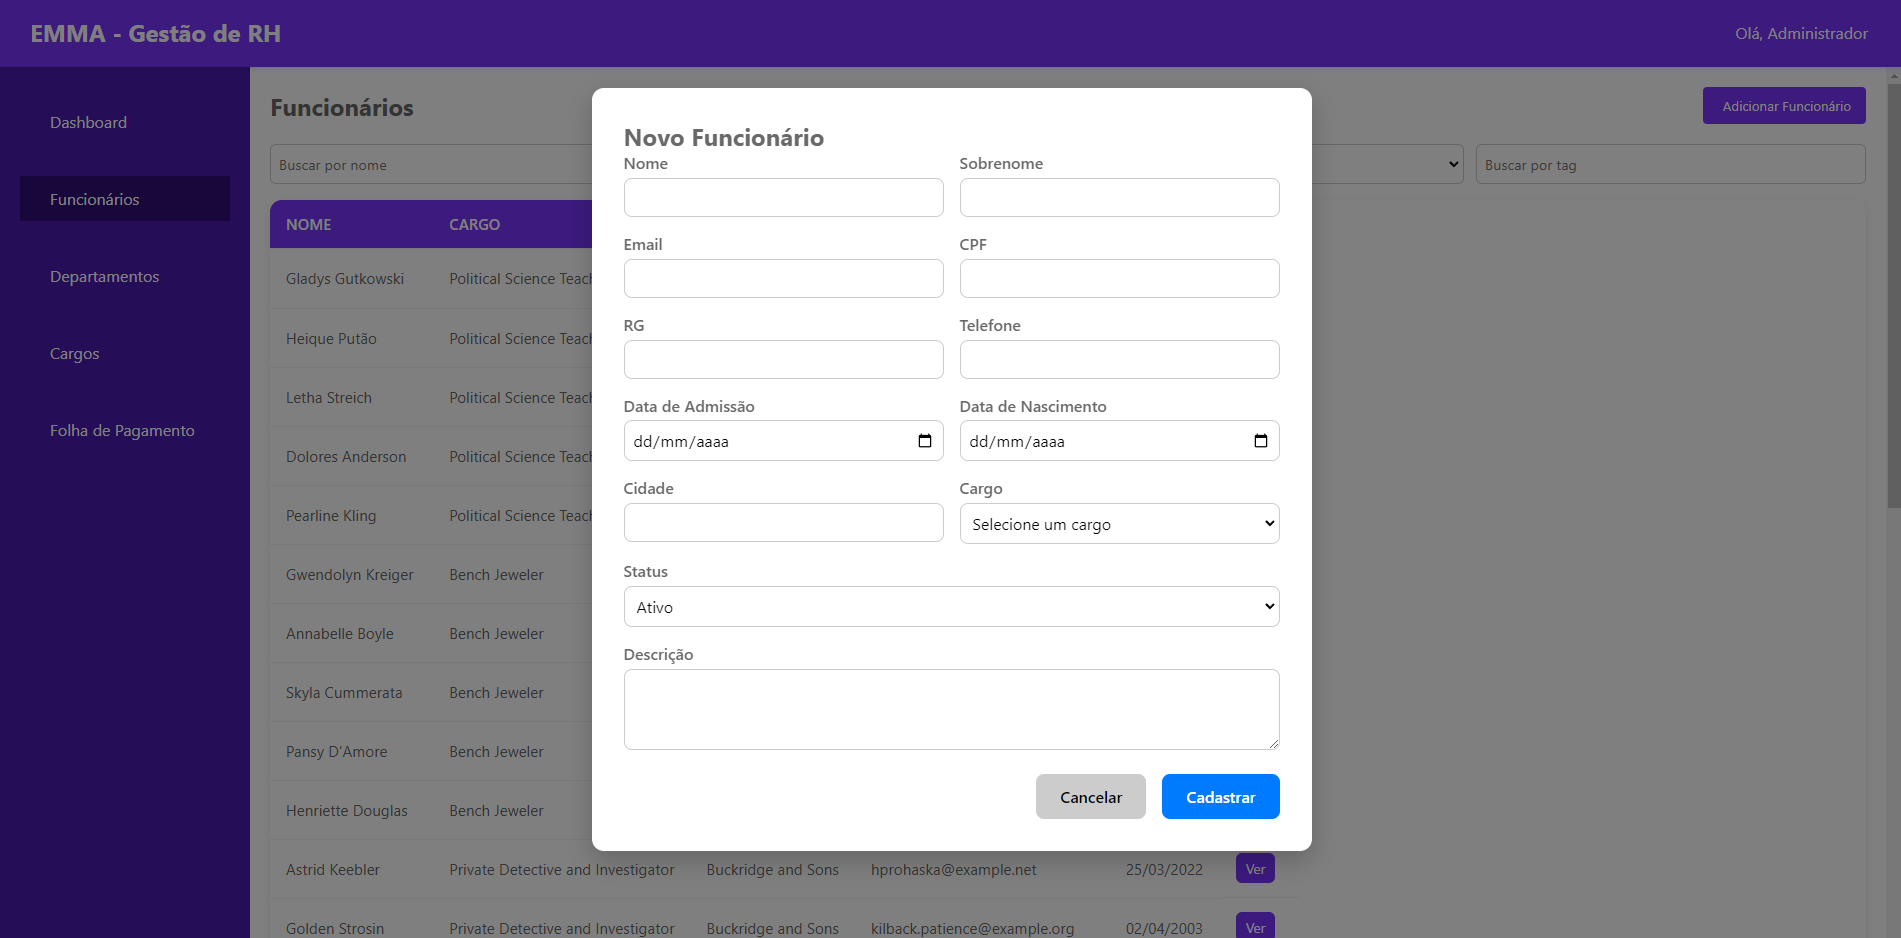 EMMA - Gestão de RH
Olá, Administrador
Dashboard
Funcionários
Departamentos
Cargos
Folha de Pagamento
Funcionários
Adicionar Funcionário
Buscar por nome
Buscar por tag
NOME CARGO
Gladys Gutkowski Political Science Teach
Heique Putão Political Science Teach
Letha Streich Political Science Teach
Dolores Anderson Political Science Teach
Pearline Kling Political Science Teach
Gwendolyn Kreiger Bench Jeweler
Annabelle Boyle Bench Jeweler
Skyla Cummerata Bench Jeweler
Pansy D'Amore Bench Jeweler
Henriette Douglas Bench Jeweler
Astrid Keebler Private Detective and Investigator Buckridge and Sons hprohaska@example.net 25/03/2022 Ver
Golden Strosin Private Detective and Investigator Buckridge and Sons kilback.patience@example.org 02/04/2003 Ver
Novo Funcionário
Nome Sobrenome
Email CPF
RG Telefone
Data de Admissão Data de Nascimento
dd/mm/aaaa dd/mm/aaaa
Cidade Cargo
Selecione um cargo
Status
Ativo
Descrição
Cancelar Cadastrar